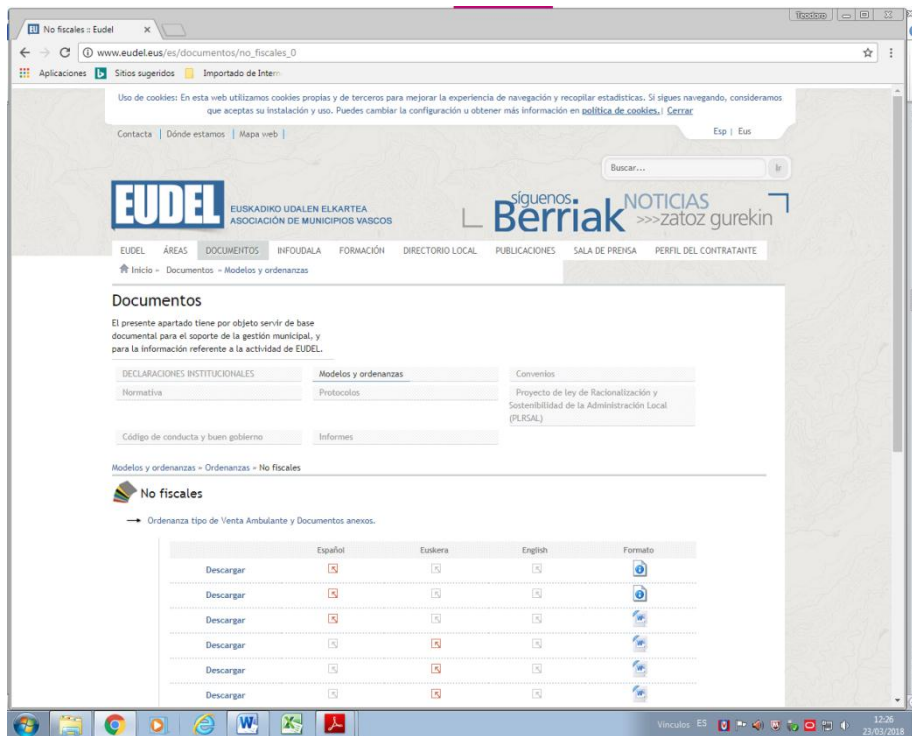 Teodoro
No fiscales :: Eudel
www.eudel.eus/es/documentos/no_fiscales_0
Aplicaciones Sitios sugeridos Importado de Intern
Uso de cookies: En esta web utilizamos cookies propias y de terceros para mejorar la experiencia de navegación y recopilar estadísticas. Si sigues navegando, consideramos
que aceptas su instalación y uso. Puedes cambiar la configuración u obtener más información en política de cookies.| Cerrar
Contacta | Dónde estamos | Mapa web |
Esp | Eus
Buscar... Ir
EUDEL
EUSKADIKO UDALEN ELKARTEA
ASOCIACIÓN DE MUNICIPIOS VASCOS
síguenos
Berriak
NOTICIAS
>>>zatoz gurekin
EUDEL ÁREAS DOCUMENTOS INFOUDALA FORMACIÓN DIRECTORIO LOCAL PUBLICACIONES SALA DE PRENSA PERFIL DEL CONTRATANTE
Inicio » Documentos » Modelos y ordenanzas
Documentos
El presente apartado tiene por objeto servir de base
documental para el soporte de la gestión municipal, y
para la información referente a la actividad de EUDEL.
DECLARACIONES INSTITUCIONALES Modelos y ordenanzas Convenios
Normativa Protocolos Proyecto de ley de Racionalización y
Sostenibilidad de la Administración Local
(PLRSAL)
Código de conducta y buen gobierno Informes
Modelos y ordenanzas » Ordenanzas » No fiscales
No fiscales
Ordenanza tipo de Venta Ambulante y Documentos anexos.
Español Euskera English Formato
Descargar
Descargar
Descargar
Descargar
Descargar
Descargar
Vínculos ES 12:26
23/03/2018